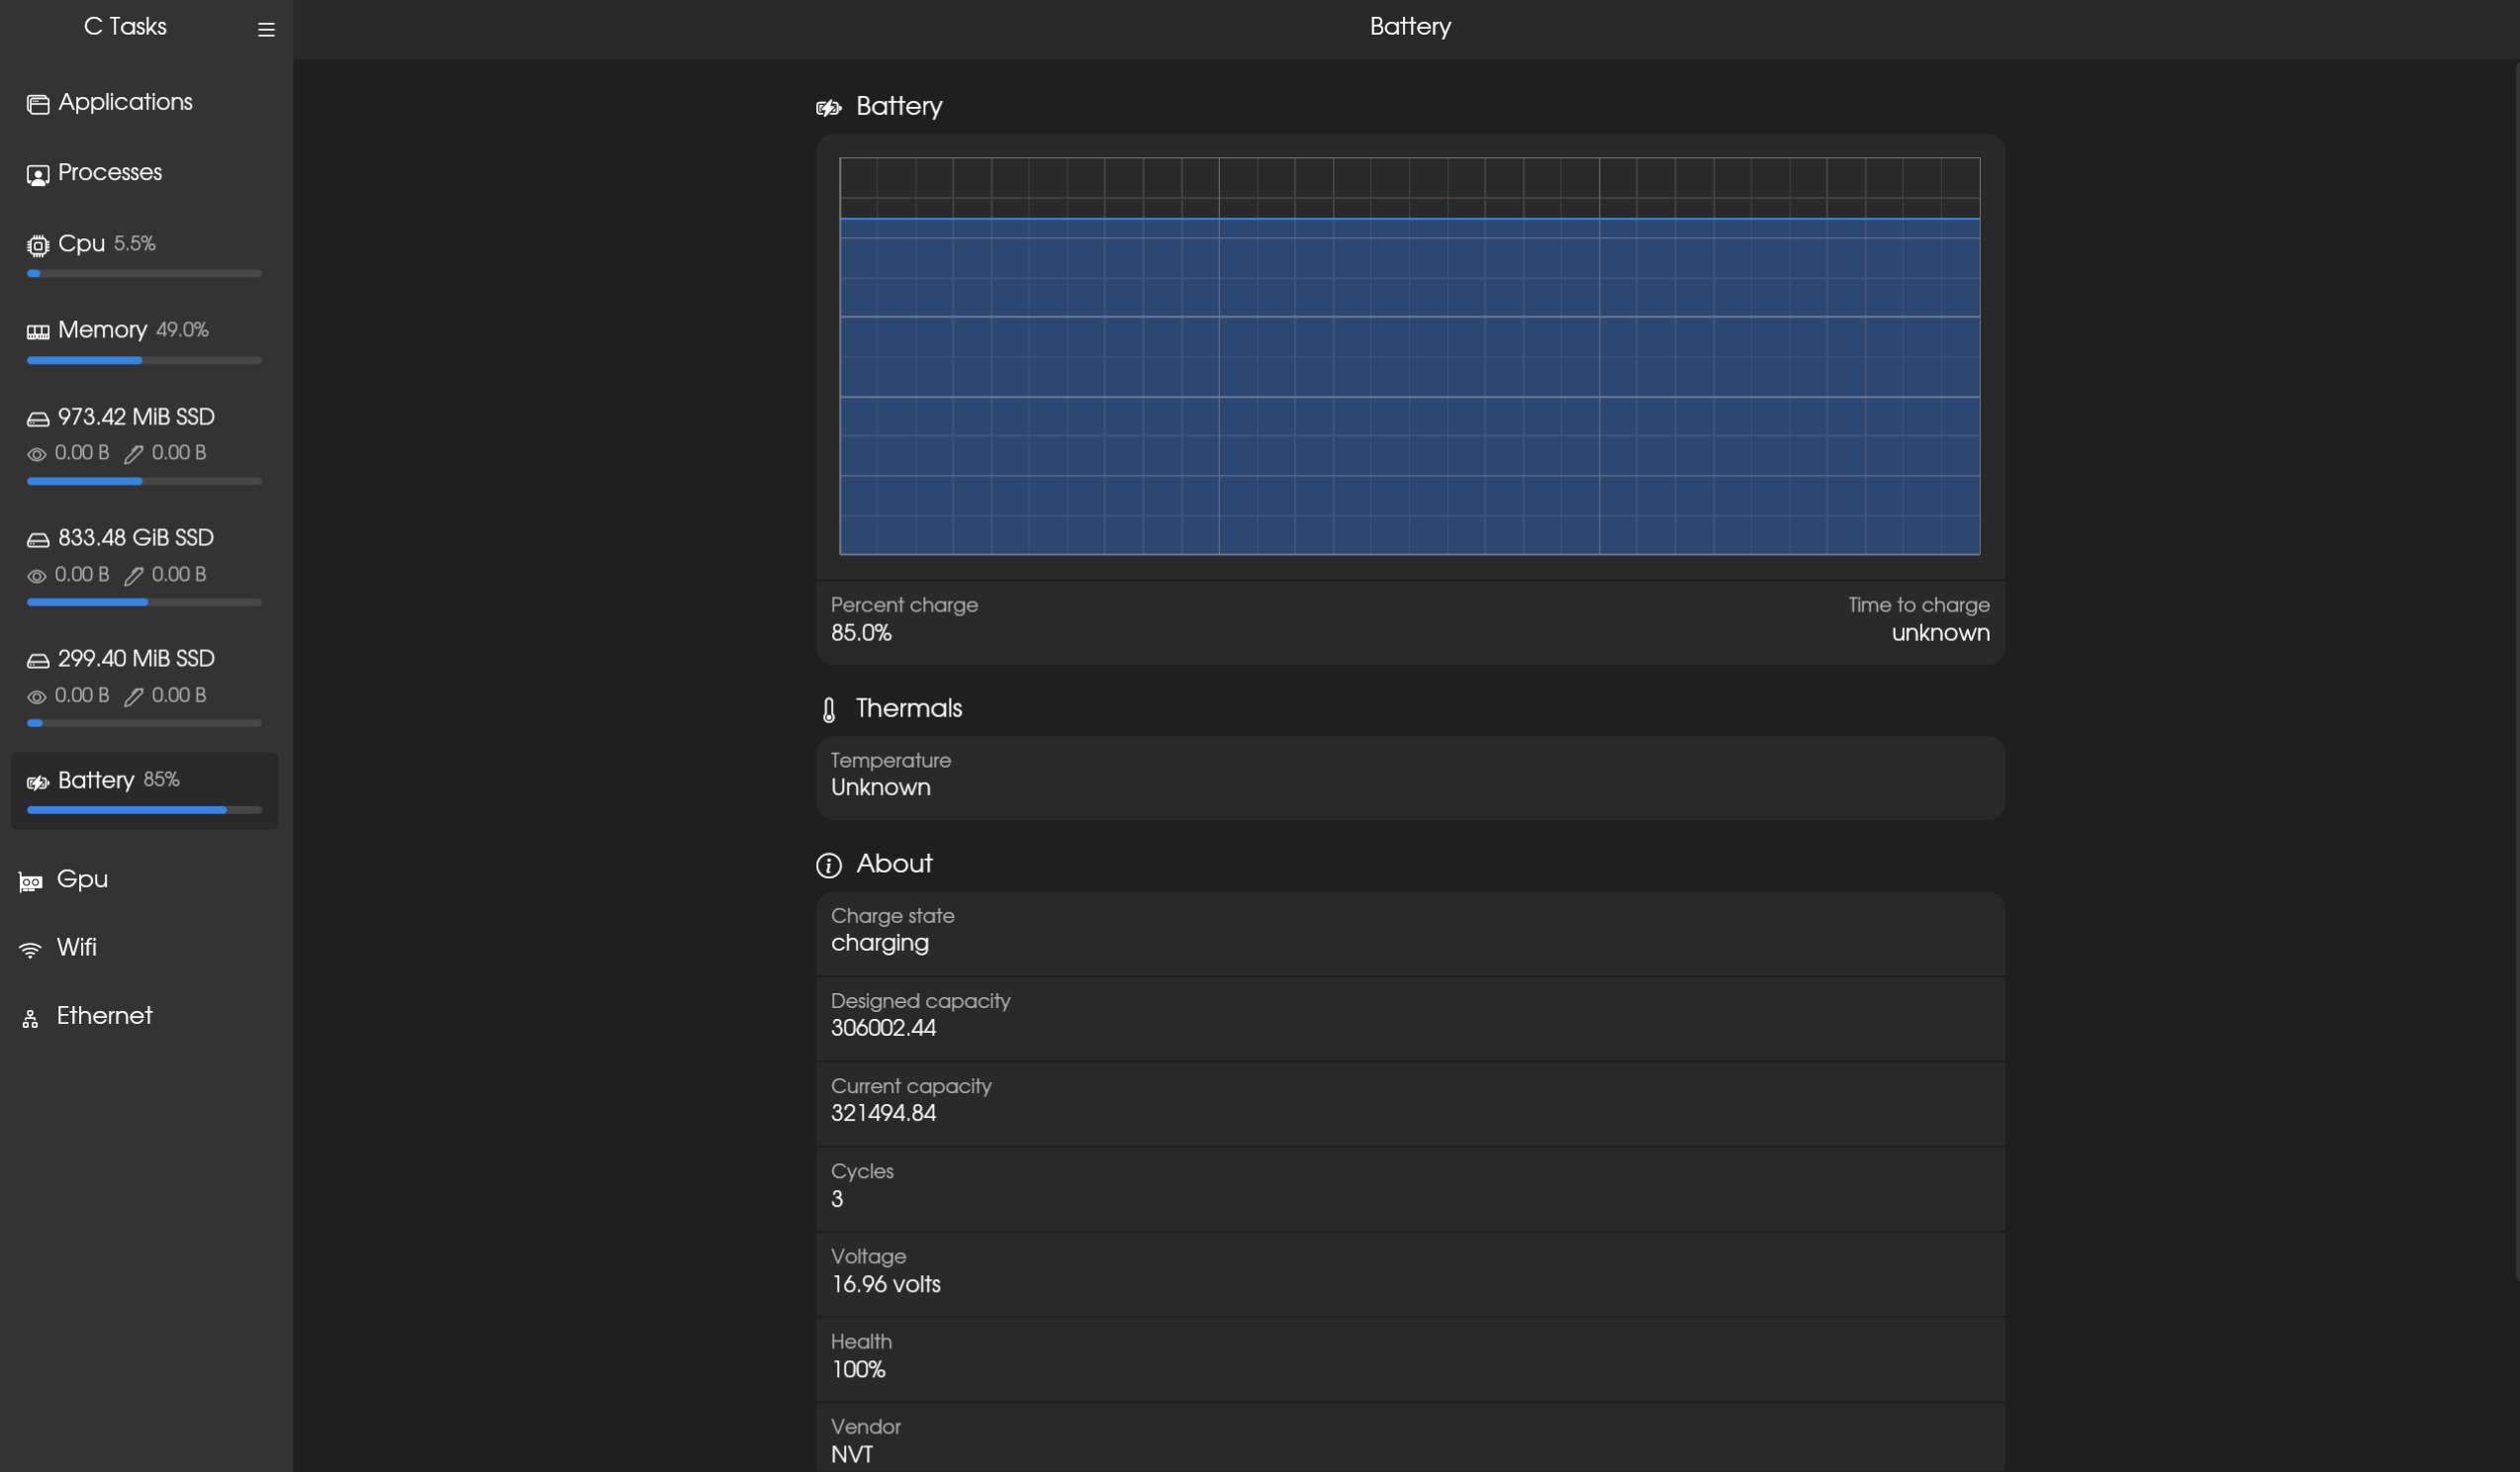 C Tasks
Applications
Processes
Cpu 5.5%
Memory 49.0%
973.42 MiB SSD
0.00 B 0.00 B
833.48 GiB SSD
0.00 B 0.00 B
299.40 MiB SSD
0.00 B 0.00 B
Battery 85%
Gpu
Wifi
Ethernet
Battery
Battery
Percent charge
85.0%
Time to charge
unknown
Thermals
Temperature
Unknown
About
Charge state
charging
Designed capacity
306002.44
Current capacity
321494.84
Cycles
3
Voltage
16.96 volts
Health
100%
Vendor
NVT